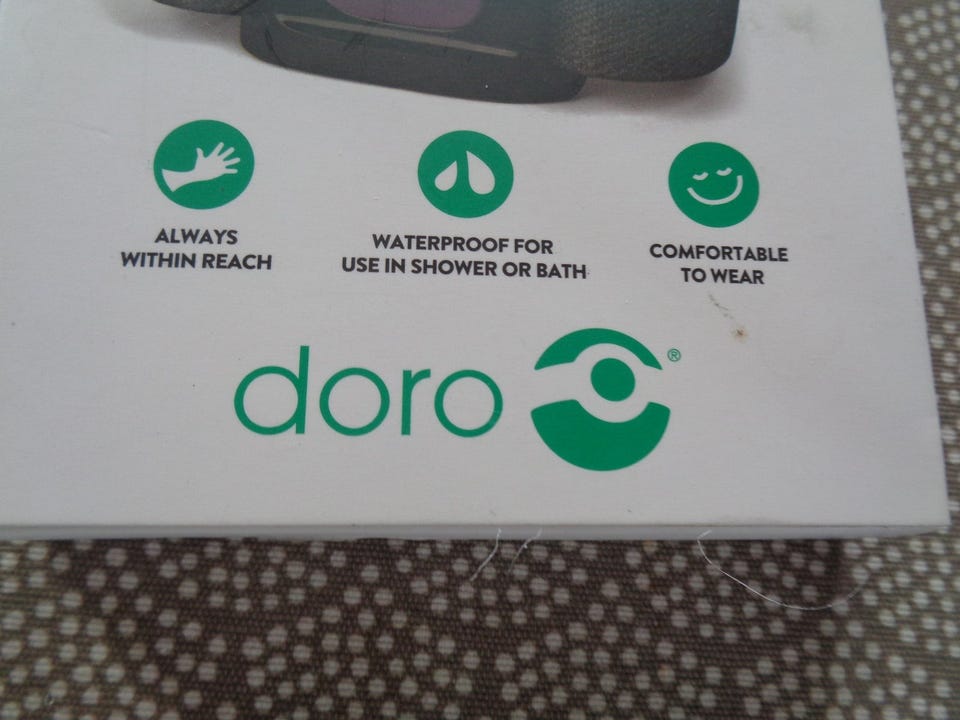 ALWAYS
WITHIN REACH
WATERPROOF FOR
USE IN SHOWER OR BATH
COMFORTABLE
TO WEAR
doro ®